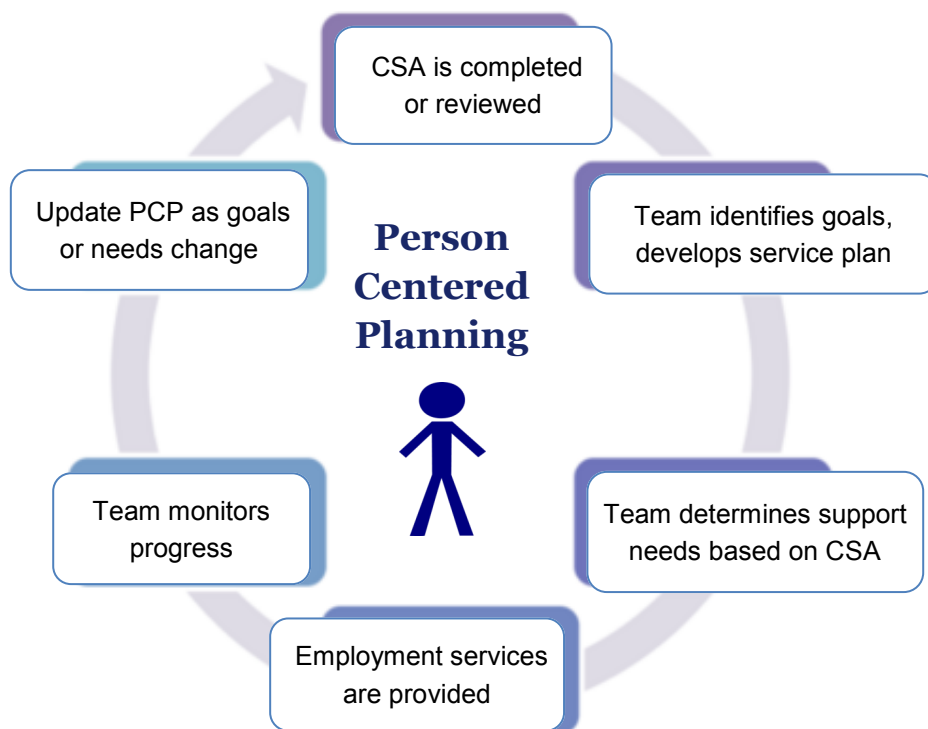 CSA is completed
or reviewed
Team identifies goals,
develops service plan
Team determines support
needs based on CSA
Employment services
are provided
Team monitors
progress
Update PCP as goals
or needs change
Person
Centered
Planning